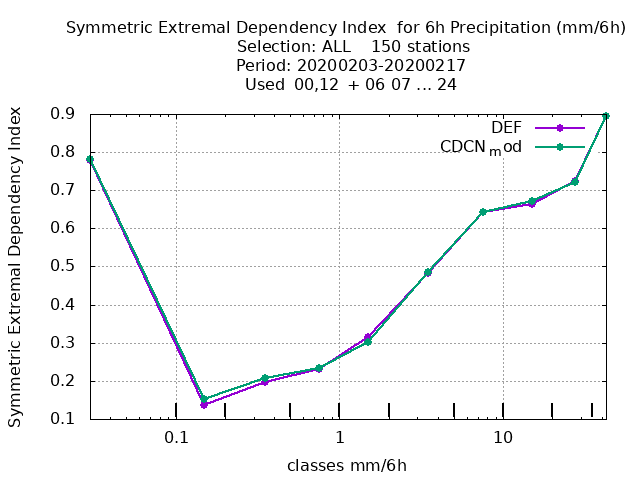 Symmetric Extremal Dependency Index  for 6h Precipitation (mm/6h)
Selection: ALL    150 stations
Period: 20200203-20200217
Used  00,12  + 06 07 ... 24
Symmetric Extremal Dependency Index
0.9
0.8
0.7
0.6
0.5
0.4
0.3
0.2
0.1
DEF
CDCNmod
0.1
1
10
classes mm/6h